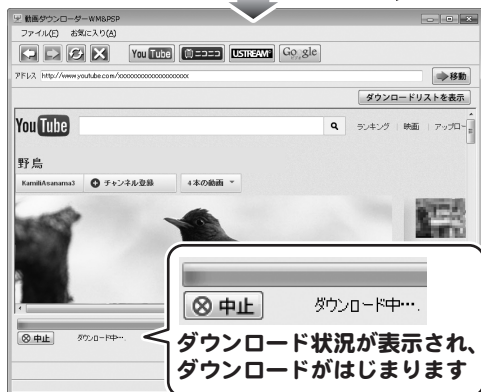 動画ダウンローダーWM&PSP
ファイル(F) お気に入り(A)
YouTube ニコニコ USTREAM Google
アドレス http://www.youtube.com/xxxxxxxxxxxxxxxxxxxx 移動
ダウンロードリストを表示
YouTube ランキング 映画 アップロー
野鳥
KamiliAsanama3 チャンネル登録 4本の動画
中止 ダウンロード中…
中止 ダウンロード中….
ダウンロード状況が表示され、
ダウンロードがはじまります